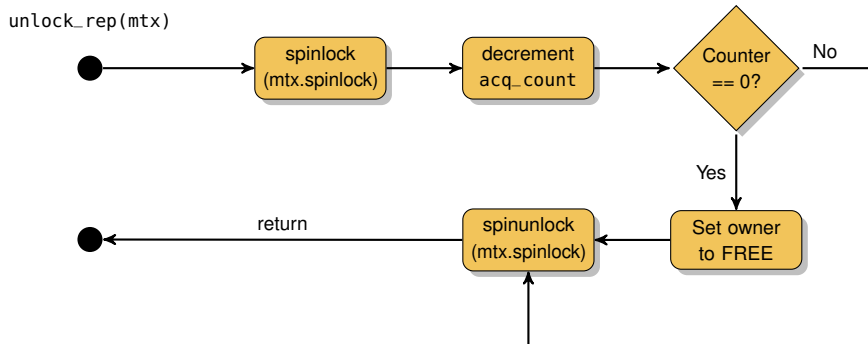 unlock_rep(mtx)
spinlock
(mtx.spinlock)
decrement
acq_count
Counter
== 0?
No
Yes
Set owner
to FREE
spinunlock
(mtx.spinlock)
return